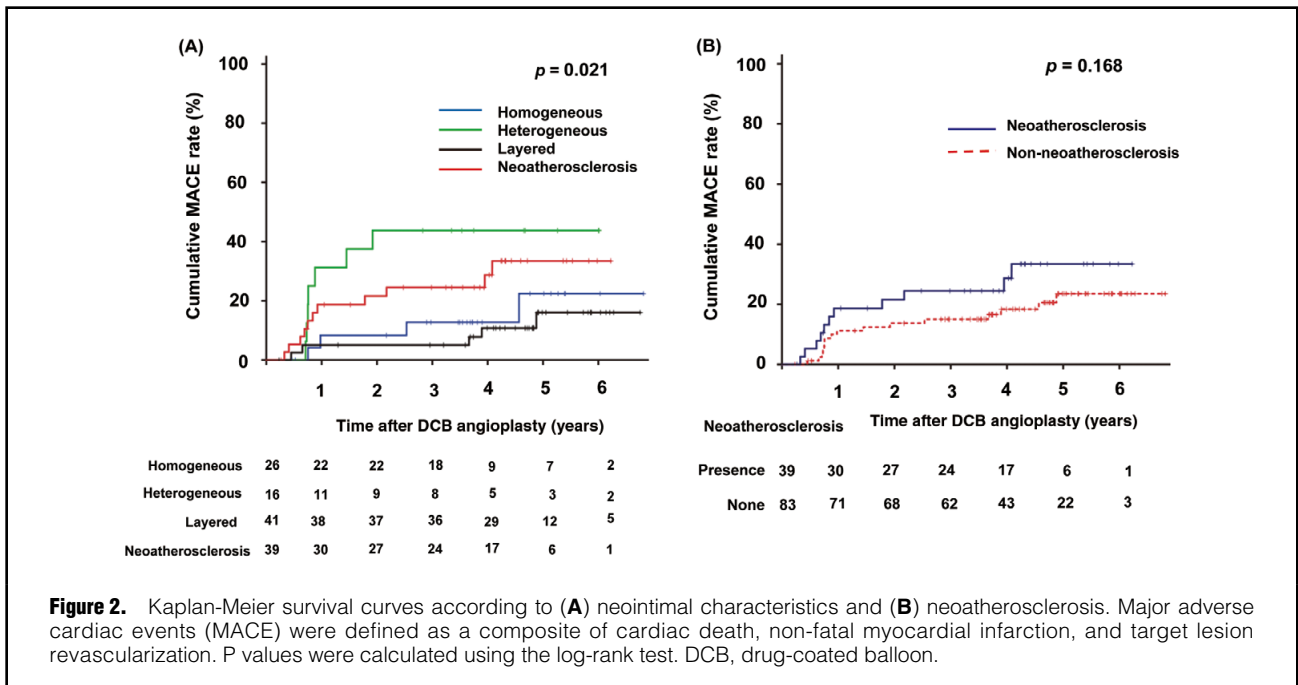 (A)
p = 0.021
100
80
60
40
20
0
Cumulative MACE rate (%)
Homogeneous
Heterogeneous
Layered
Neoatherosclerosis
1 2 3 4 5 6
Time after DCB angioplasty (years)
Homogeneous 26 22 22 18 9 7 2
Heterogeneous 16 11 9 8 5 3 2
Layered 41 38 37 36 29 12 5
Neoatherosclerosis 39 30 27 24 17 6 1
(B)
p = 0.168
100
80
60
40
20
0
Cumulative MACE rate (%)
Neoatherosclerosis
Non-neoatherosclerosis
1 2 3 4 5 6
Time after DCB angioplasty (years)
Neoatherosclerosis
Presence 39 30 27 24 17 6 1
None 83 71 68 62 43 22 3
Figure 2. Kaplan-Meier survival curves according to (A) neointimal characteristics and (B) neoatherosclerosis. Major adverse
cardiac events (MACE) were defined as a composite of cardiac death, non-fatal myocardial infarction, and target lesion
revascularization. P values were calculated using the log-rank test. DCB, drug-coated balloon.